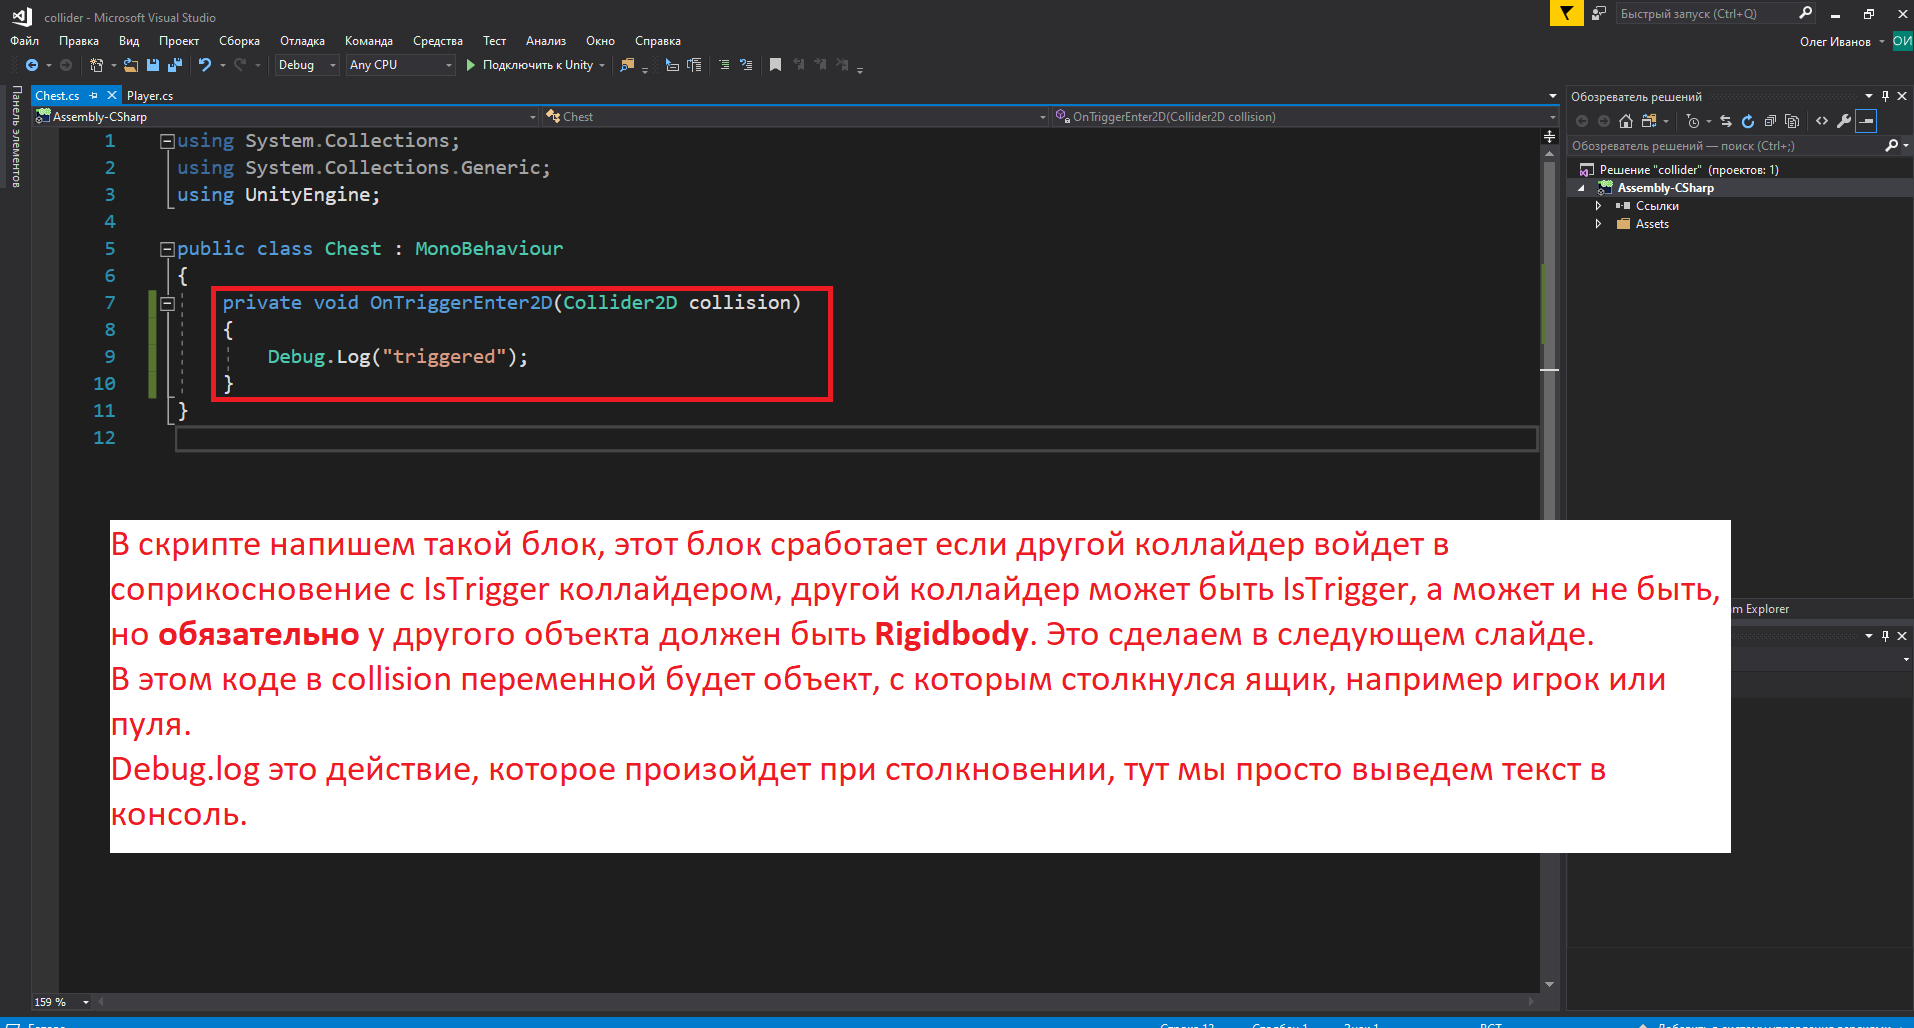 collider - Microsoft Visual Studio
Быстрый запуск (Ctrl+Q)
Файл Правка Вид Проект Сборка Отладка Команда Средства Тест Анализ Окно Справка
Олег Иванов ОИ
Debug Any CPU Подключить к Unity
Панель элементов
Chest.cs Player.cs
Assembly-CSharp Chest OnTriggerEnter2D(Collider2D collision)
1 using System.Collections;
2 using System.Collections.Generic;
3 using UnityEngine;
4
5 public class Chest : MonoBehaviour
6 {
7 private void OnTriggerEnter2D(Collider2D collision)
8 {
9 Debug.Log("triggered");
10 }
11 }
12
Обозреватель решений
Обозреватель решений — поиск (Ctrl+;)
Решение "collider" (проектов: 1)
Assembly-CSharp
Ссылки
Assets
m Explorer
В скрипте напишем такой блок, этот блок сработает если другой коллайдер войдет в
соприкосновение с IsTrigger коллайдером, другой коллайдер может быть IsTrigger, а может и не быть,
но обязательно у другого объекта должен быть Rigidbody. Это сделаем в следующем слайде.
В этом коде в collision переменной будет объект, с которым столкнулся ящик, например игрок или
пуля.
Debug.log это действие, которое произойдет при столкновении, тут мы просто выведем текст в
консоль.
159 %